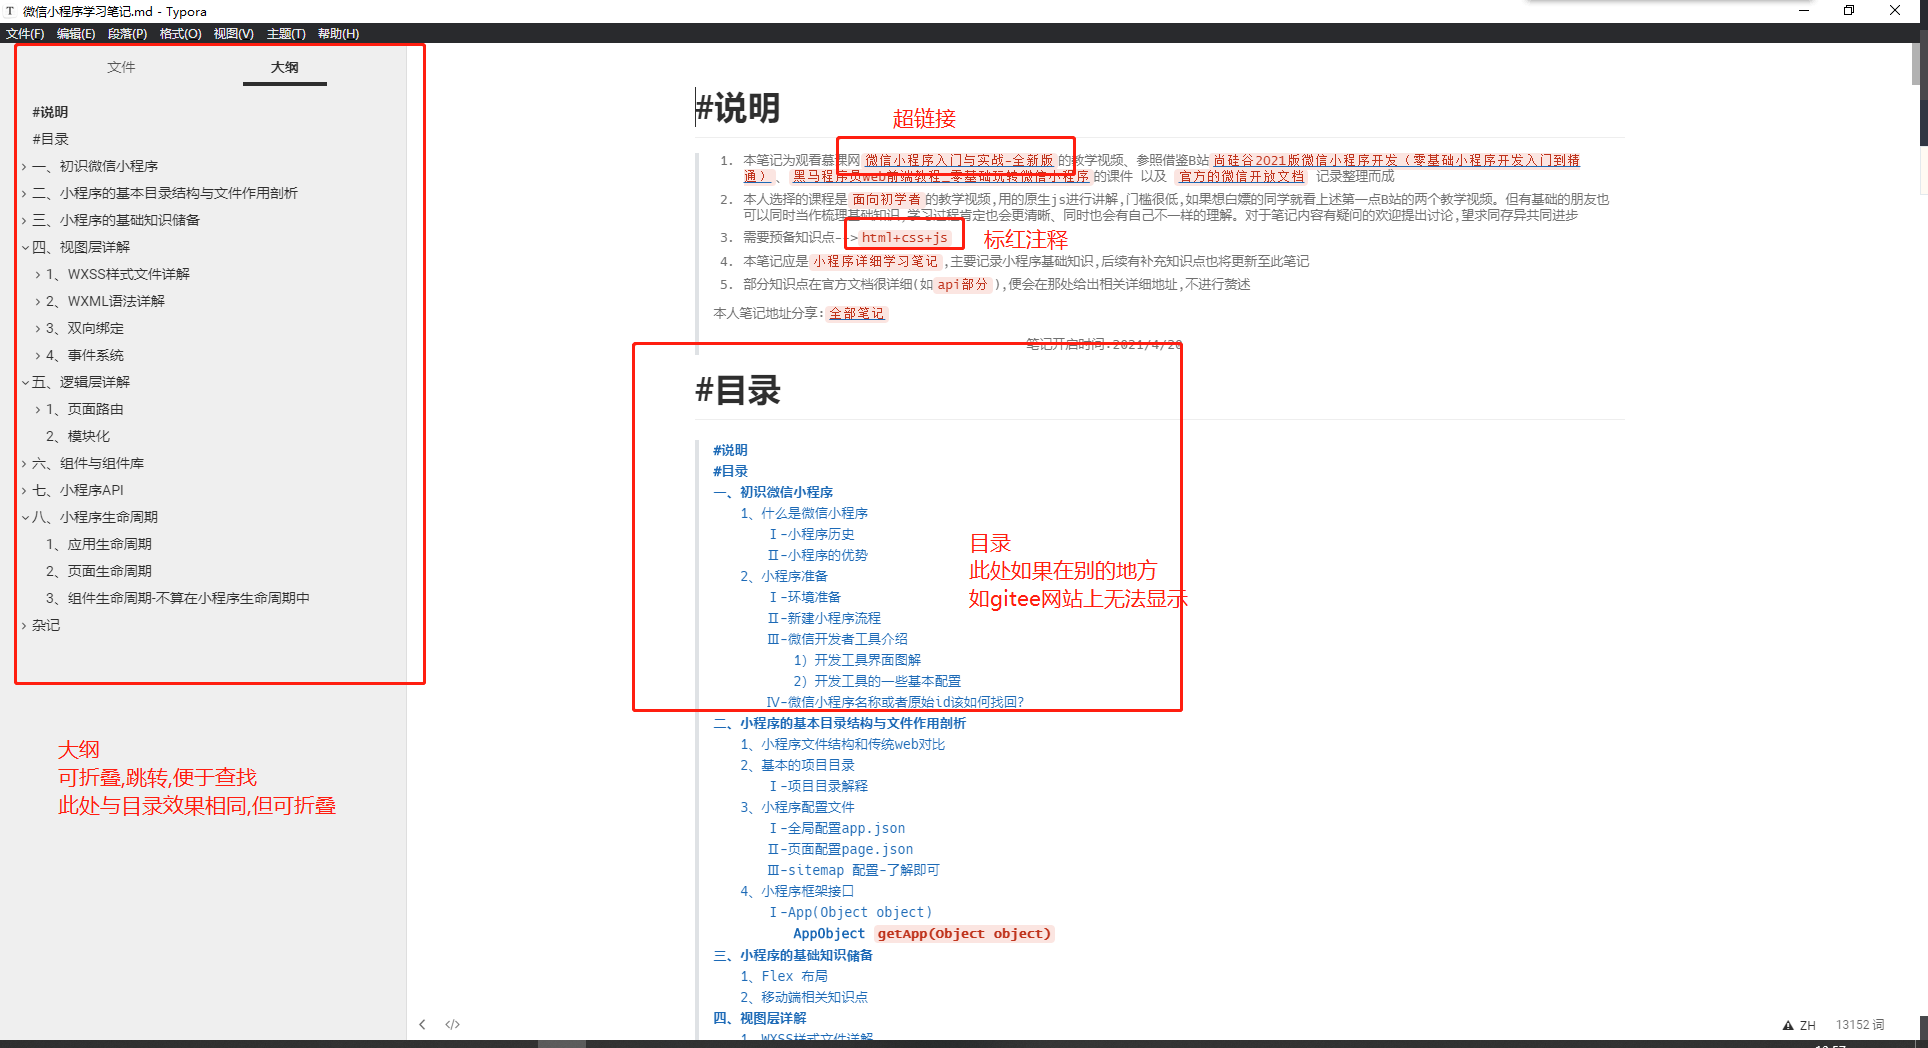 T 微信小程序学习笔记.md - Typora
文件(F) 编辑(E) 段落(P) 格式(O) 视图(V) 主题(T) 帮助(H)
文件 大纲
#说明
#目录
一、初识微信小程序
二、小程序的基本目录结构与文件作用剖析
三、小程序的基础知识储备
四、视图层详解
1、WXSS样式文件详解
2、WXML语法详解
3、双向绑定
4、事件系统
五、逻辑层详解
1、页面路由
2、模块化
六、组件与组件库
七、小程序API
八、小程序生命周期
1、应用生命周期
2、页面生命周期
3、组件生命周期-不算在小程序生命周期中
杂记
大纲
可折叠,跳转,便于查找
此处与目录效果相同,但可折叠
#说明
超链接
1. 本笔记为观看慕课网 微信小程序入门与实战-全新版 的教学视频、参照借鉴B站 尚硅谷2021版微信小程序开发（零基础小程序开发入门到精
通） 、 黑马程序员Web前端教程_零基础玩转微信小程序 的课件 以及 官方的微信开放文档 记录整理而成
2. 本人选择的课程是 面向初学者 的教学视频,用的原生js进行讲解,门槛很低,如果想白嫖的同学就看上述第一点B站的两个教学视频。但有基础的朋友也
可以同时当作梳理基础知识,学习过程肯定也会更清晰、同时也会有自己不一样的理解。对于笔记内容有疑问的欢迎提出讨论,望求同存异共同进步
3. 需要预备知识点-->html+css+js
标红注释
4. 本笔记应是 小程序详细学习笔记 ,主要记录小程序基础知识,后续有补充知识点也将更新至此笔记
5. 部分知识点在官方文档很详细(如 api部分 ),便会在那处给出相关详细地址,不进行赘述
本人笔记地址分享: 全部笔记
笔记开启时间:2021/4/20
#目录
#说明
#目录
一、初识微信小程序
1、什么是微信小程序
Ⅰ-小程序历史
Ⅱ-小程序的优势
2、小程序准备
Ⅰ-环境准备
Ⅱ-新建小程序流程
Ⅲ-微信开发者工具介绍
1）开发工具界面图解
2）开发工具的一些基本配置
Ⅳ-微信小程序名称或者原始id该如何找回?
目录
此处如果在别的地方
如gitee网站上无法显示
二、小程序的基本目录结构与文件作用剖析
1、小程序文件结构和传统web对比
2、基本的项目目录
Ⅰ-项目目录解释
3、小程序配置文件
Ⅰ-全局配置app.json
Ⅱ-页面配置page.json
Ⅲ-sitemap 配置-了解即可
4、小程序框架接口
Ⅰ-App(Object object)
AppObject getApp(Object object)
三、小程序的基础知识储备
1、Flex 布局
2、移动端相关知识点
四、视图层详解
1、WXSS样式文件详解
</> ZH 13152 词